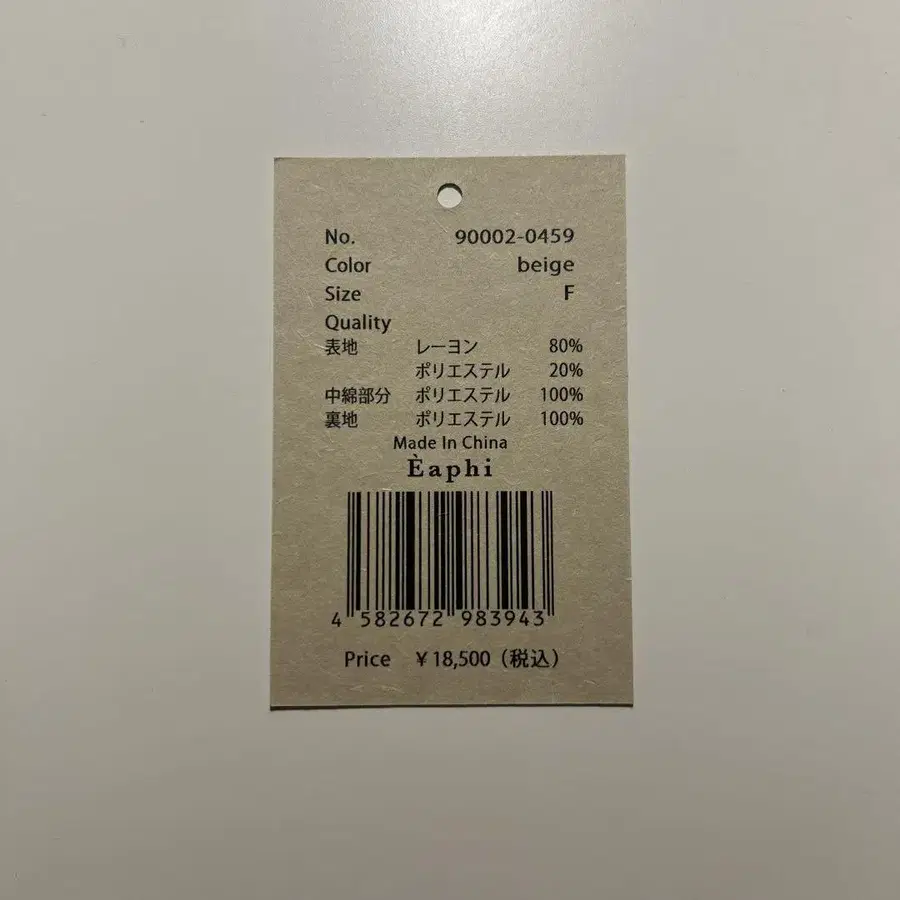 No. 90002-0459
Color beige
Size F
Quality
表地 レーヨン 80%
ポリエステル 20%
中綿部分 ポリエステル 100%
裏地 ポリエステル 100%
Made In China
Èaphi
4 582672 983943
Price ¥18,500（税込）